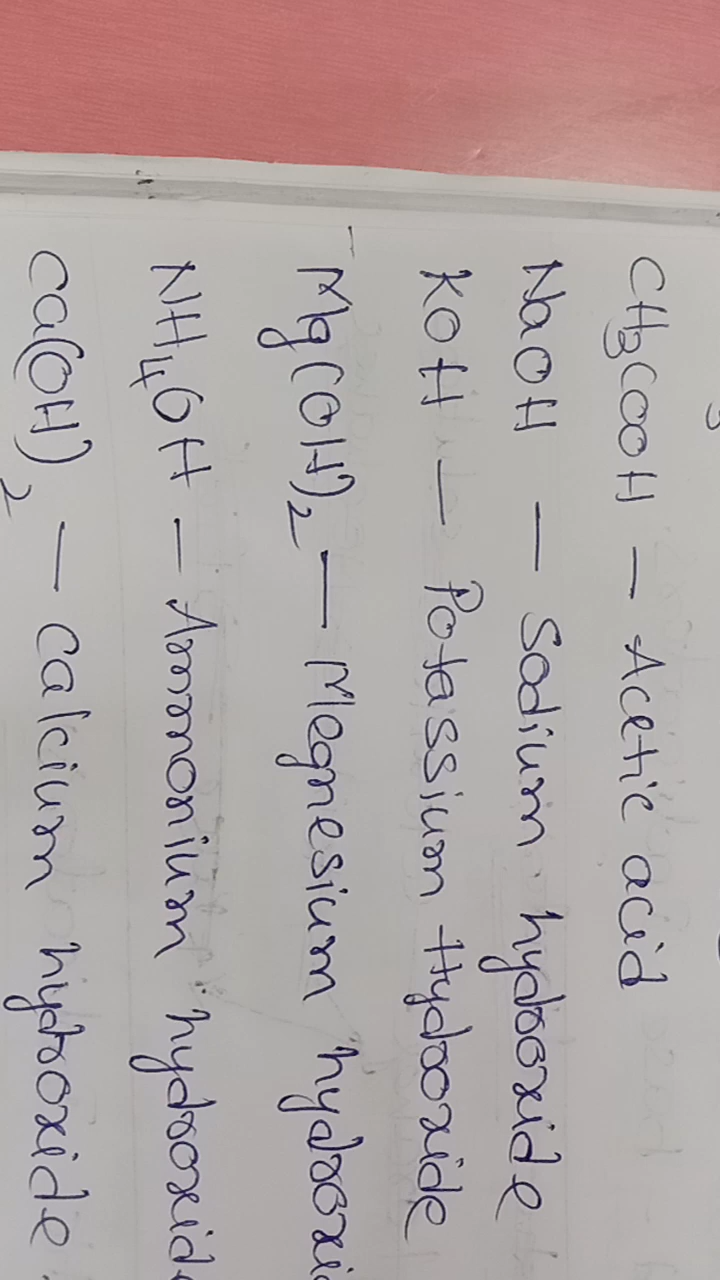 CH3COOH — Acetic acid
NaOH — Sodium hydroxide
KOH — Potassium Hydroxide
Mg(OH)2 — Megnesium hydroxi
NH4OH — Ammonium hydroxid
Ca(OH)2 — Calcium hydroxide